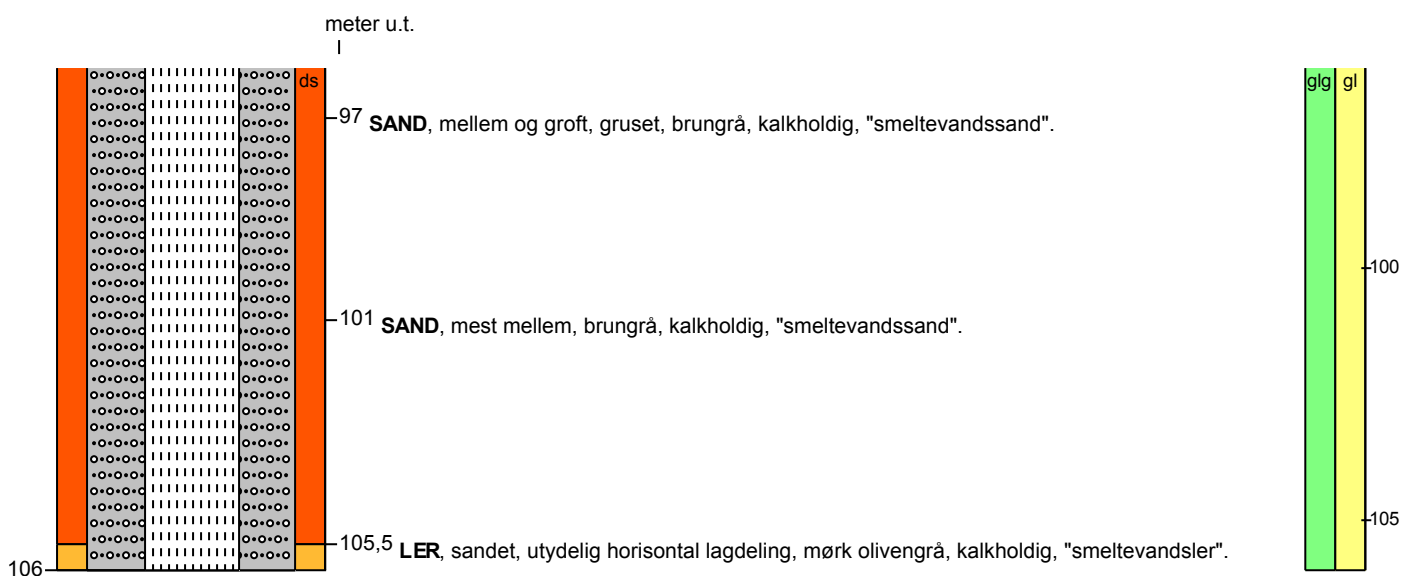 meter u.t.
ds
glg gl
97 SAND, mellem og groft, gruset, brungrå, kalkholdig, "smeltevandssand".
100
101 SAND, mest mellem, brungrå, kalkholdig, "smeltevandssand".
105
105,5 LER, sandet, utydelig horisontal lagdeling, mørk olivengrå, kalkholdig, "smeltevandsler".
106